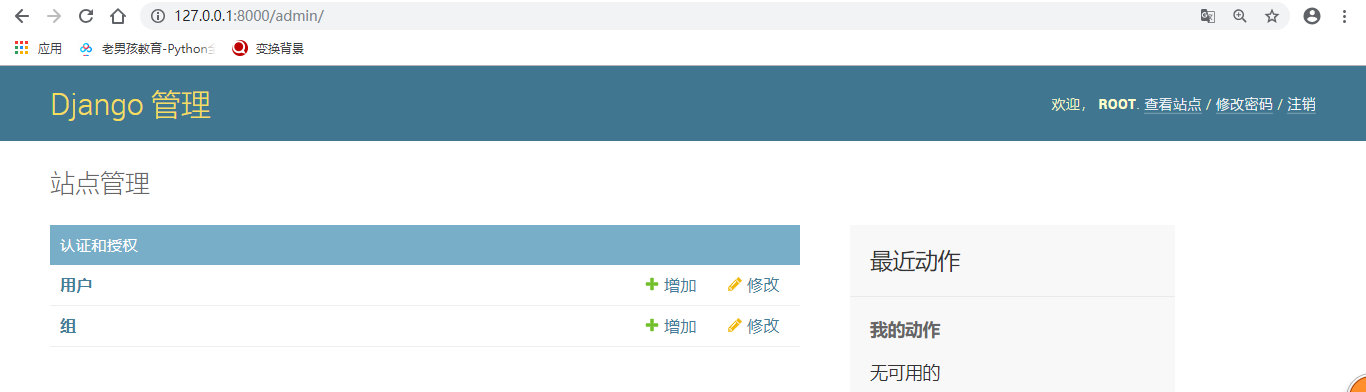 127.0.0.1:8000/admin/
应用 老男孩教育-Python 变换背景
Django 管理
欢迎， ROOT. 查看站点 / 修改密码 / 注销
站点管理
认证和授权
用户 增加 修改
组 增加 修改
最近动作
我的动作
无可用的